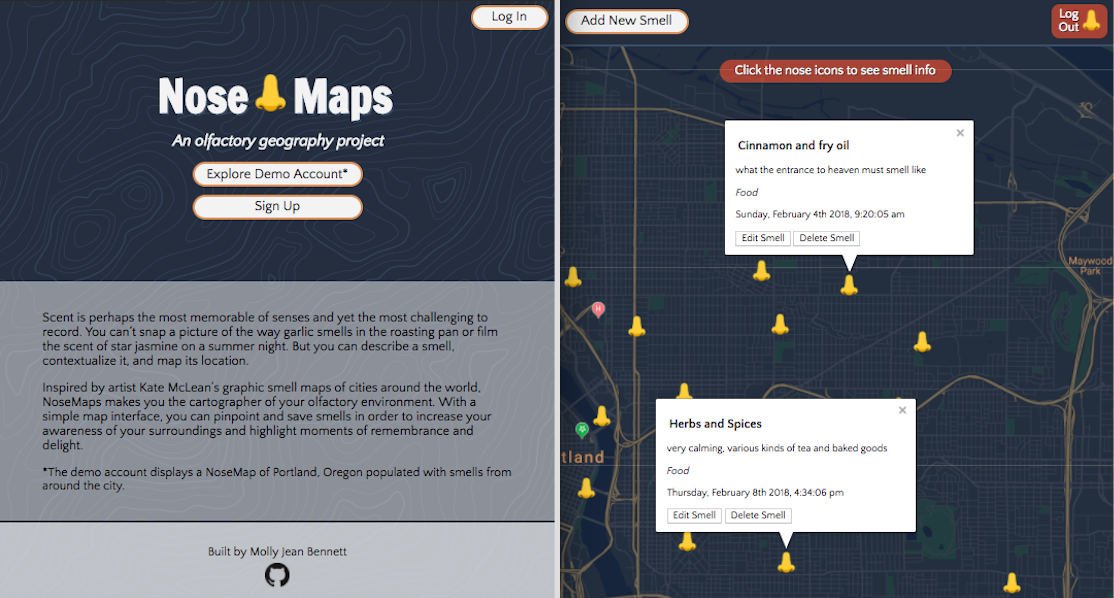 Log In
Nose Maps
An olfactory geography project
Explore Demo Account*
Sign Up
Scent is perhaps the most memorable of senses and yet the most challenging to
record. You can't snap a picture of the way garlic smells in the roasting pan or film
the scent of star jasmine on a summer night. But you can describe a smell,
contextualize it, and map its location.
Inspired by artist Kate McLean's graphic smell maps of cities around the world,
NoseMaps makes you the cartographer of your olfactory environment. With a
simple map interface, you can pinpoint and save smells in order to increase your
awareness of your surroundings and highlight moments of remembrance and
delight.
*The demo account displays a NoseMap of Portland, Oregon populated with smells from
around the city.
Built by Molly Jean Bennett
Add New Smell
Log
Out
Click the nose icons to see smell info
×
Cinnamon and fry oil
what the entrance to heaven must smell like
Food
Sunday, February 4th 2018, 9:20:05 am
Edit Smell Delete Smell
Maywood
Park
H
×
Herbs and Spices
very calming, various kinds of tea and baked goods
Food
Thursday, February 8th 2018, 4:34:06 pm
Edit Smell Delete Smell
tland